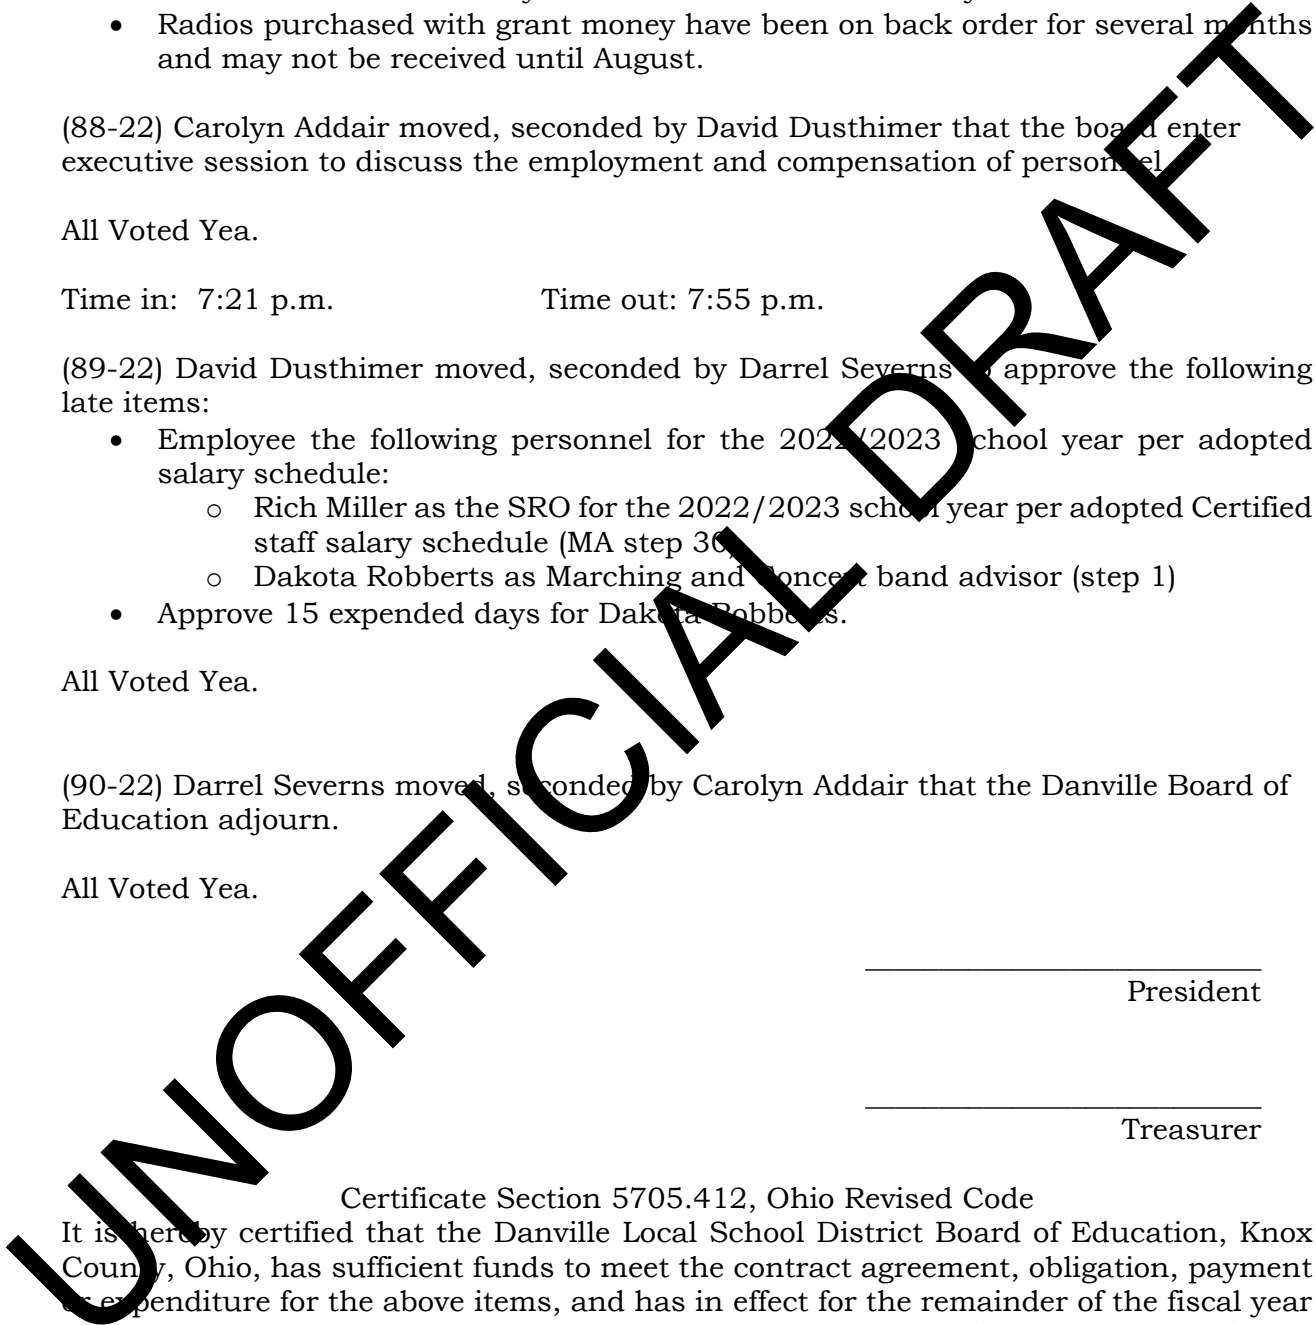 • Radios purchased with grant money have been on back order for several months
and may not be received until August.
(88-22) Carolyn Addair moved, seconded by David Dusthimer that the board enter
executive session to discuss the employment and compensation of personnel
All Voted Yea.
Time in: 7:21 p.m. Time out: 7:55 p.m.
(89-22) David Dusthimer moved, seconded by Darrel Severns to approve the following
late items:
• Employee the following personnel for the 2022/2023 school year per adopted
salary schedule:
o Rich Miller as the SRO for the 2022/2023 school year per adopted Certified
staff salary schedule (MA step
o Dakota Robberts as Marching and Concert band advisor (step 1)
• Approve 15 expended days for Dakota Robberts.
All Voted Yea.
(90-22) Darrel Severns moved, seconded by Carolyn Addair that the Danville Board of
Education adjourn.
All Voted Yea.
President
Treasurer
Certificate Section 5705.412, Ohio Revised Code
It is hereby certified that the Danville Local School District Board of Education, Knox
County, Ohio, has sufficient funds to meet the contract agreement, obligation, payment
or expenditure for the above items, and has in effect for the remainder of the fiscal year
UNOFFICIAL DRAFT